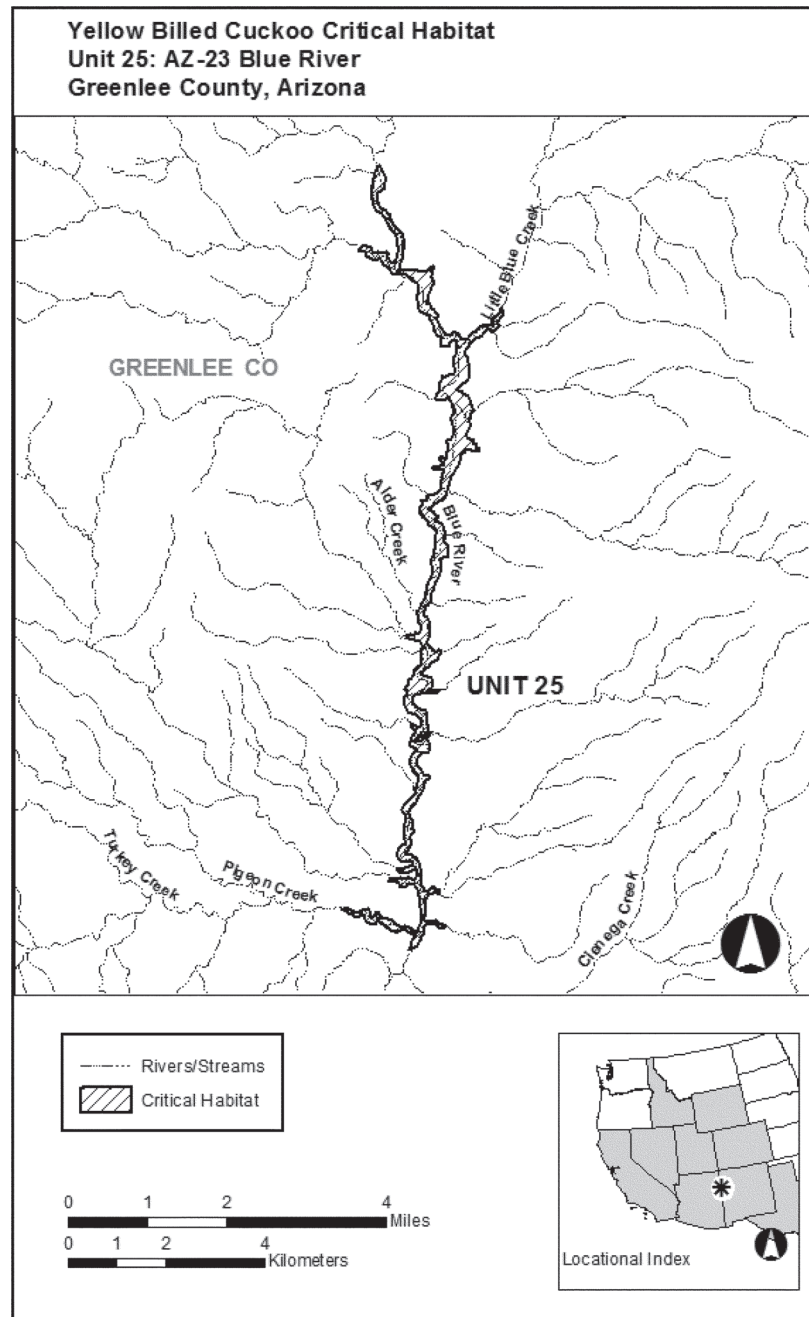 Yellow Billed Cuckoo Critical Habitat
Unit 25: AZ-23 Blue River
Greenlee County, Arizona
Little Blue Creek
GREENLEE CO
Alder Creek
Blue River
UNIT 25
Turkey Creek
Pigeon Creek
Cienega Creek
Rivers/Streams
Critical Habitat
0 1 2 4
Miles
0 1 2 4
Kilometers
Locational Index